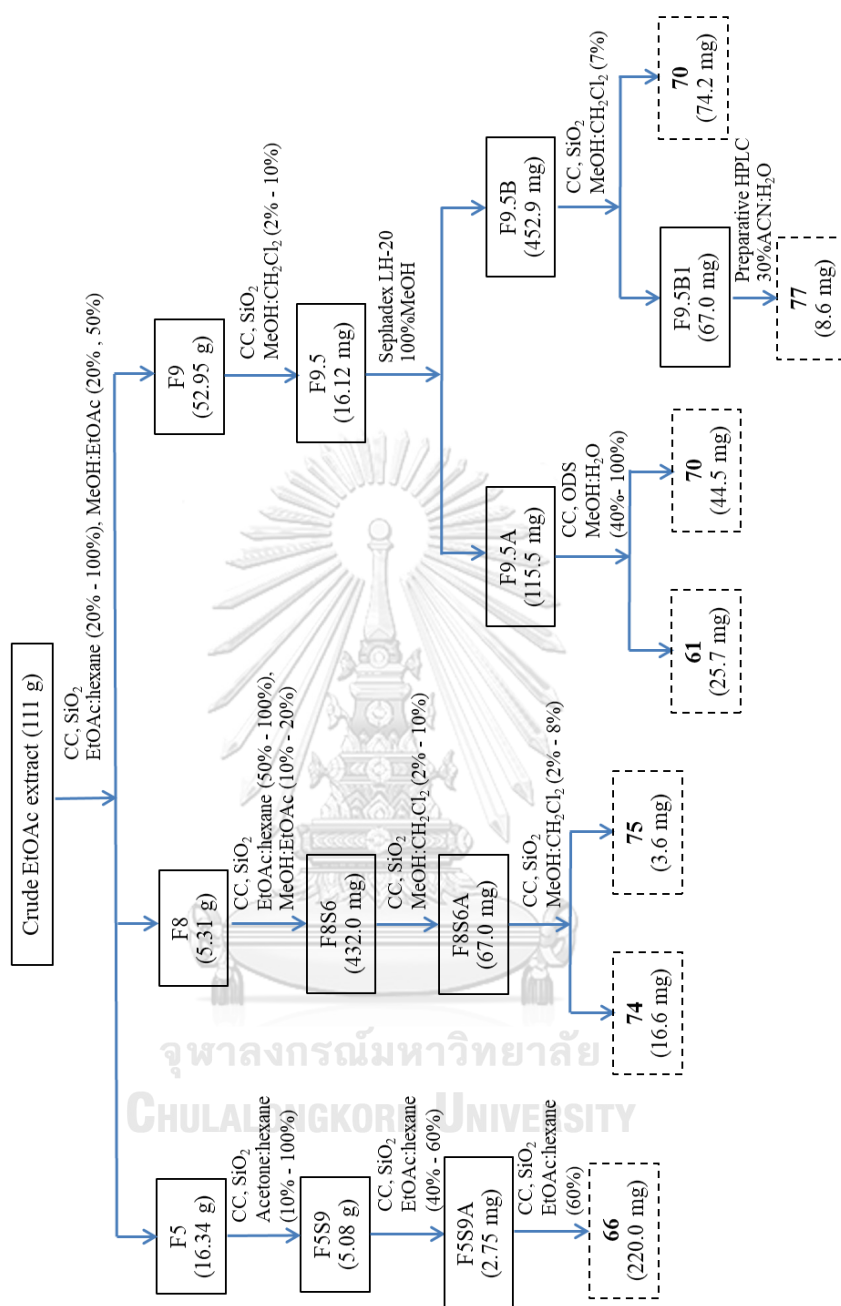 Crude EtOAc extract (111 g)
CC, SiO₂
EtOAc:hexane (20% - 100%), MeOH:EtOAc (20% , 50%)
F5
(16.34 g)
CC, SiO₂
Acetone:hexane
(10% - 100%)
F5S9
(5.08 g)
CC, SiO₂
EtOAc:hexane
(40% - 60%)
F5S9A
(2.75 mg)
CC, SiO₂
EtOAc:hexane
(60%)
66
(220.0 mg)
F8
(5.31 g)
CC, SiO₂
EtOAc:hexane (50% - 100%),
MeOH:EtOAc (10% - 20%)
F8S6
(432.0 mg)
CC, SiO₂
MeOH:CH₂Cl₂ (2% - 10%)
F8S6A
(67.0 mg)
CC, SiO₂
MeOH:CH₂Cl₂ (2% - 8%)
74
(16.6 mg)
75
(3.6 mg)
F9
(52.95 g)
CC, SiO₂
MeOH:CH₂Cl₂ (2% - 10%)
F9.5
(16.12 mg)
Sephadex LH-20
100%MeOH
F9.5A
(115.5 mg)
CC, ODS
MeOH:H₂O
(40%- 100%)
61
(25.7 mg)
70
(44.5 mg)
F9.5B
(452.9 mg)
CC, SiO₂
MeOH:CH₂Cl₂ (7%)
F9.5B1
(67.0 mg)
Preparative HPLC
30%ACN:H₂O
77
(8.6 mg)
70
(74.2 mg)
จุฬาลงกรณ์มหาวิทยาลัย
CHULALONGKORN UNIVERSITY